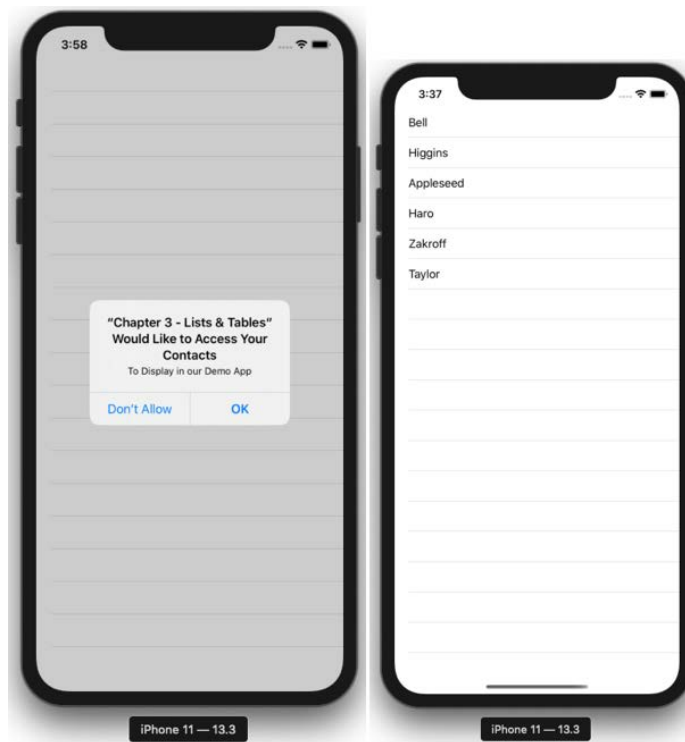 3:58
“Chapter 3 - Lists & Tables”
Would Like to Access Your
Contacts
To Display in our Demo App
Don't Allow
OK
iPhone 11 — 13.3
3:37
Bell
Higgins
Appleseed
Haro
Zakroff
Taylor
iPhone 11 — 13.3